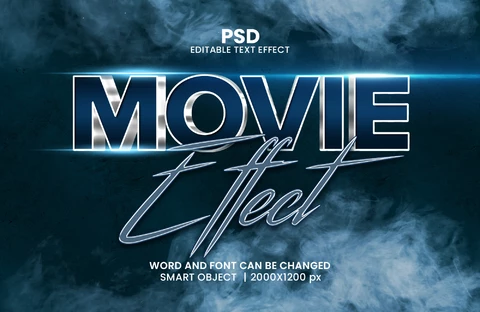 PSD
EDITABLE TEXT EFFECT
MOVIE
Effect
WORD AND FONT CAN BE CHANGED
SMART OBJECT | 2000X1200 px